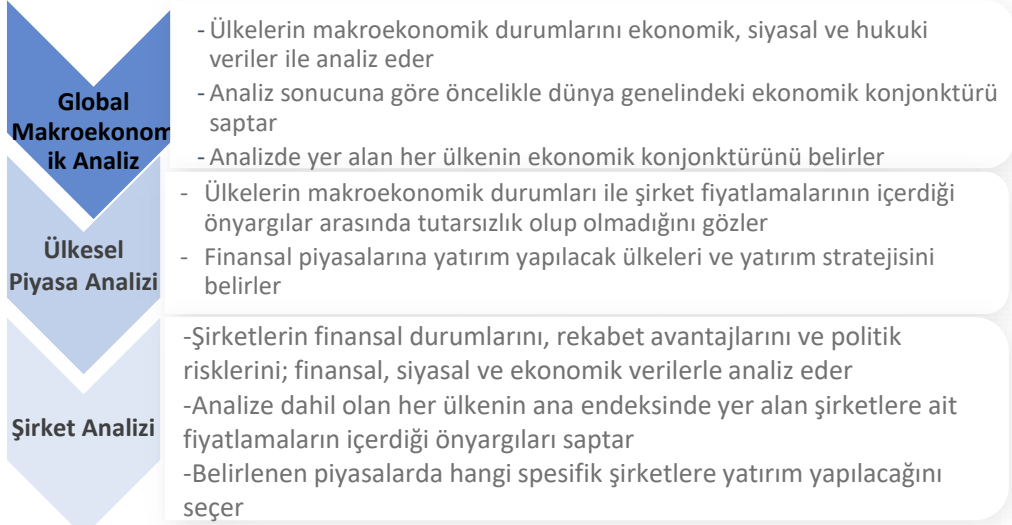 Global
Makroekonom
ik Analiz
- Ülkelerin makroekonomik durumlarını ekonomik, siyasal ve hukuki
veriler ile analiz eder
- Analiz sonucuna göre öncelikle dünya genelindeki ekonomik konjonktürü
saptar
- Analizde yer alan her ülkenin ekonomik konjonktürünü belirler
Ülkesel
Piyasa Analizi
- Ülkelerin makroekonomik durumları ile şirket fiyatlamalarının içerdiği
önyargılar arasında tutarsızlık olup olmadığını gözler
- Finansal piyasalarına yatırım yapılacak ülkeleri ve yatırım stratejisini
belirler
Şirket Analizi
-Şirketlerin finansal durumlarını, rekabet avantajlarını ve politik
risklerini; finansal, siyasal ve ekonomik verilerle analiz eder
-Analize dahil olan her ülkenin ana endeksinde yer alan şirketlere ait
fiyatlamaların içerdiği önyargıları saptar
-Belirlenen piyasalarda hangi spesifik şirketlere yatırım yapılacağını
seçer